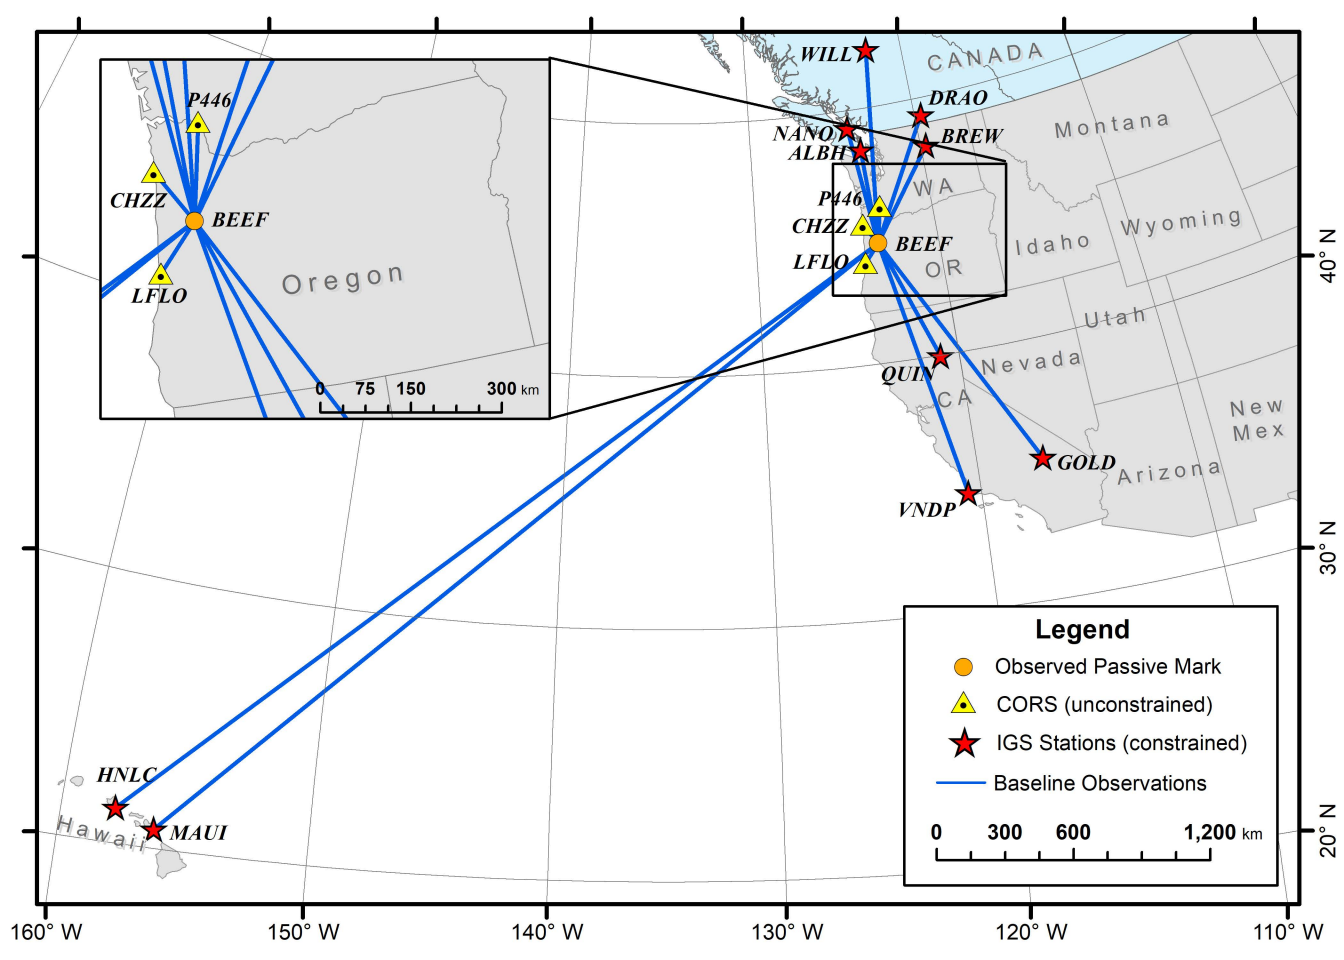 WILL
CANADA
DRAO
NANO
BREW
ALBH
Montana
WA
P446
CHZZ
BEEF
LFLO
OR
Idaho
Wyoming
Utah
Nevada
QUIN
CA
New
Mex
GOLD
Arizona
VNDP
P446
CHZZ
BEEF
LFLO
Oregon
0 75 150 300 km
HNLC
MAUI
Hawaii
Legend
Observed Passive Mark
CORS (unconstrained)
IGS Stations (constrained)
Baseline Observations
0 300 600 1,200 km
40° N
30° N
20° N
160° W 150° W 140° W 130° W 120° W 110° W